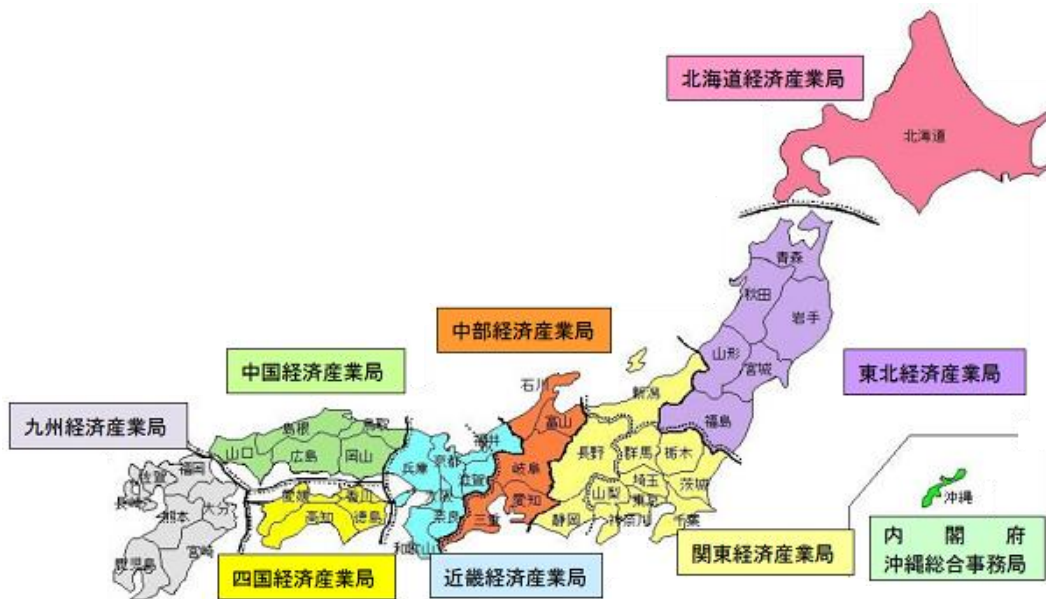 北海道経済産業局
北海道
青森
秋田
岩手
山形
宮城
福島
東北経済産業局
中部経済産業局
石川
富山
岐阜
愛知
三重
新潟
長野
群馬
栃木
山梨
埼玉
茨城
東京
静岡
神奈川
千葉
関東経済産業局
中国経済産業局
島根
鳥取
山口
広島
岡山
福井
兵庫
京都
滋賀
大阪
奈良
和歌山
近畿経済産業局
愛媛
香川
高知
徳島
四国経済産業局
九州経済産業局
福岡
佐賀
長崎
大分
熊本
宮崎
鹿児島
沖縄
内閣府
沖縄総合事務局